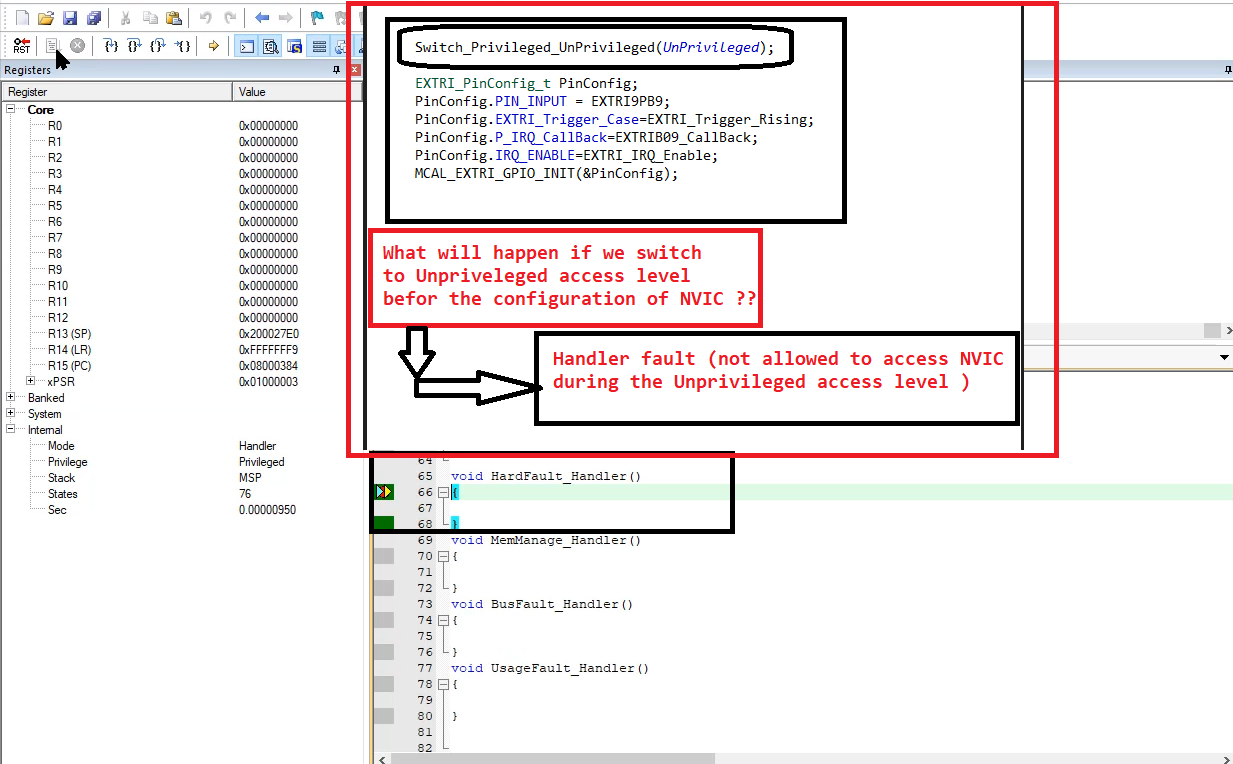 RST
Registers
Register Value
Core
R0 0x00000000
R1 0x00000000
R2 0x00000000
R3 0x00000000
R4 0x00000000
R5 0x00000000
R6 0x00000000
R7 0x00000000
R8 0x00000000
R9 0x00000000
R10 0x00000000
R11 0x00000000
R12 0x00000000
R13 (SP) 0x200027E0
R14 (LR) 0xFFFFFFF9
R15 (PC) 0x08000384
xPSR 0x01000003
Banked
System
Internal
Mode Handler
Privilege Privileged
Stack MSP
States 76
Sec 0.00000950
Switch_Privileged_UnPrivileged(UnPrivileged);
EXTRI_PinConfig_t PinConfig;
PinConfig.PIN_INPUT = EXTRI9PB9;
PinConfig.EXTRI_Trigger_Case=EXTRI_Trigger_Rising;
PinConfig.P_IRQ_CallBack=EXTRIB09_CallBack;
PinConfig.IRQ_ENABLE=EXTRI_IRQ_Enable;
MCAL_EXTRI_GPIO_INIT(&PinConfig);
What will happen if we switch
to Unpriveleged access level
befor the configuration of NVIC ??
Handler fault (not allowed to access NVIC
during the Unprivileged access level )
64
65 void HardFault_Handler()
66 {
67
68 }
69 void MemManage_Handler()
70 {
71
72 }
73 void BusFault_Handler()
74 {
75
76 }
77 void UsageFault_Handler()
78 {
79
80 }
81
82